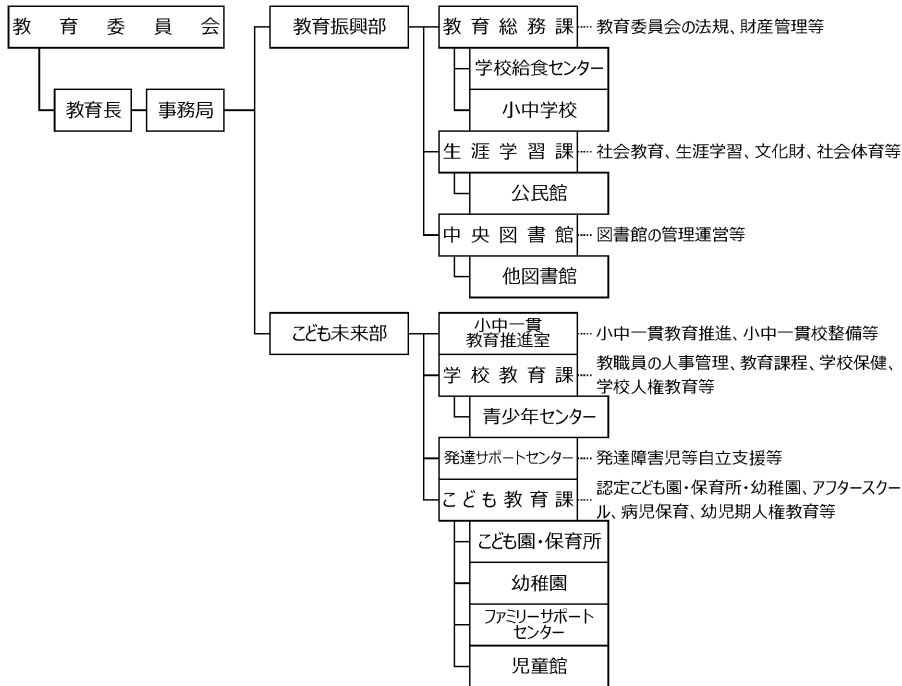 教育委員会
教育長
事務局
教育振興部
教育総務課
教育委員会の法規、財産管理等
学校給食センター
小中学校
生涯学習課
社会教育、生涯学習、文化財、社会体育等
公民館
中央図書館
図書館の管理運営等
他図書館
こども未来部
小中一貫
教育推進室
小中一貫教育推進、小中一貫校整備等
学校教育課
教職員の人事管理、教育課程、学校保健、
学校人権教育等
青少年センター
発達サポートセンター
発達障害児等自立支援等
こども教育課
認定こども園・保育所・幼稚園、アフタースクー
ル、病児保育、幼児期人権教育等
こども園・保育所
幼稚園
ファミリーサポート
センター
児童館